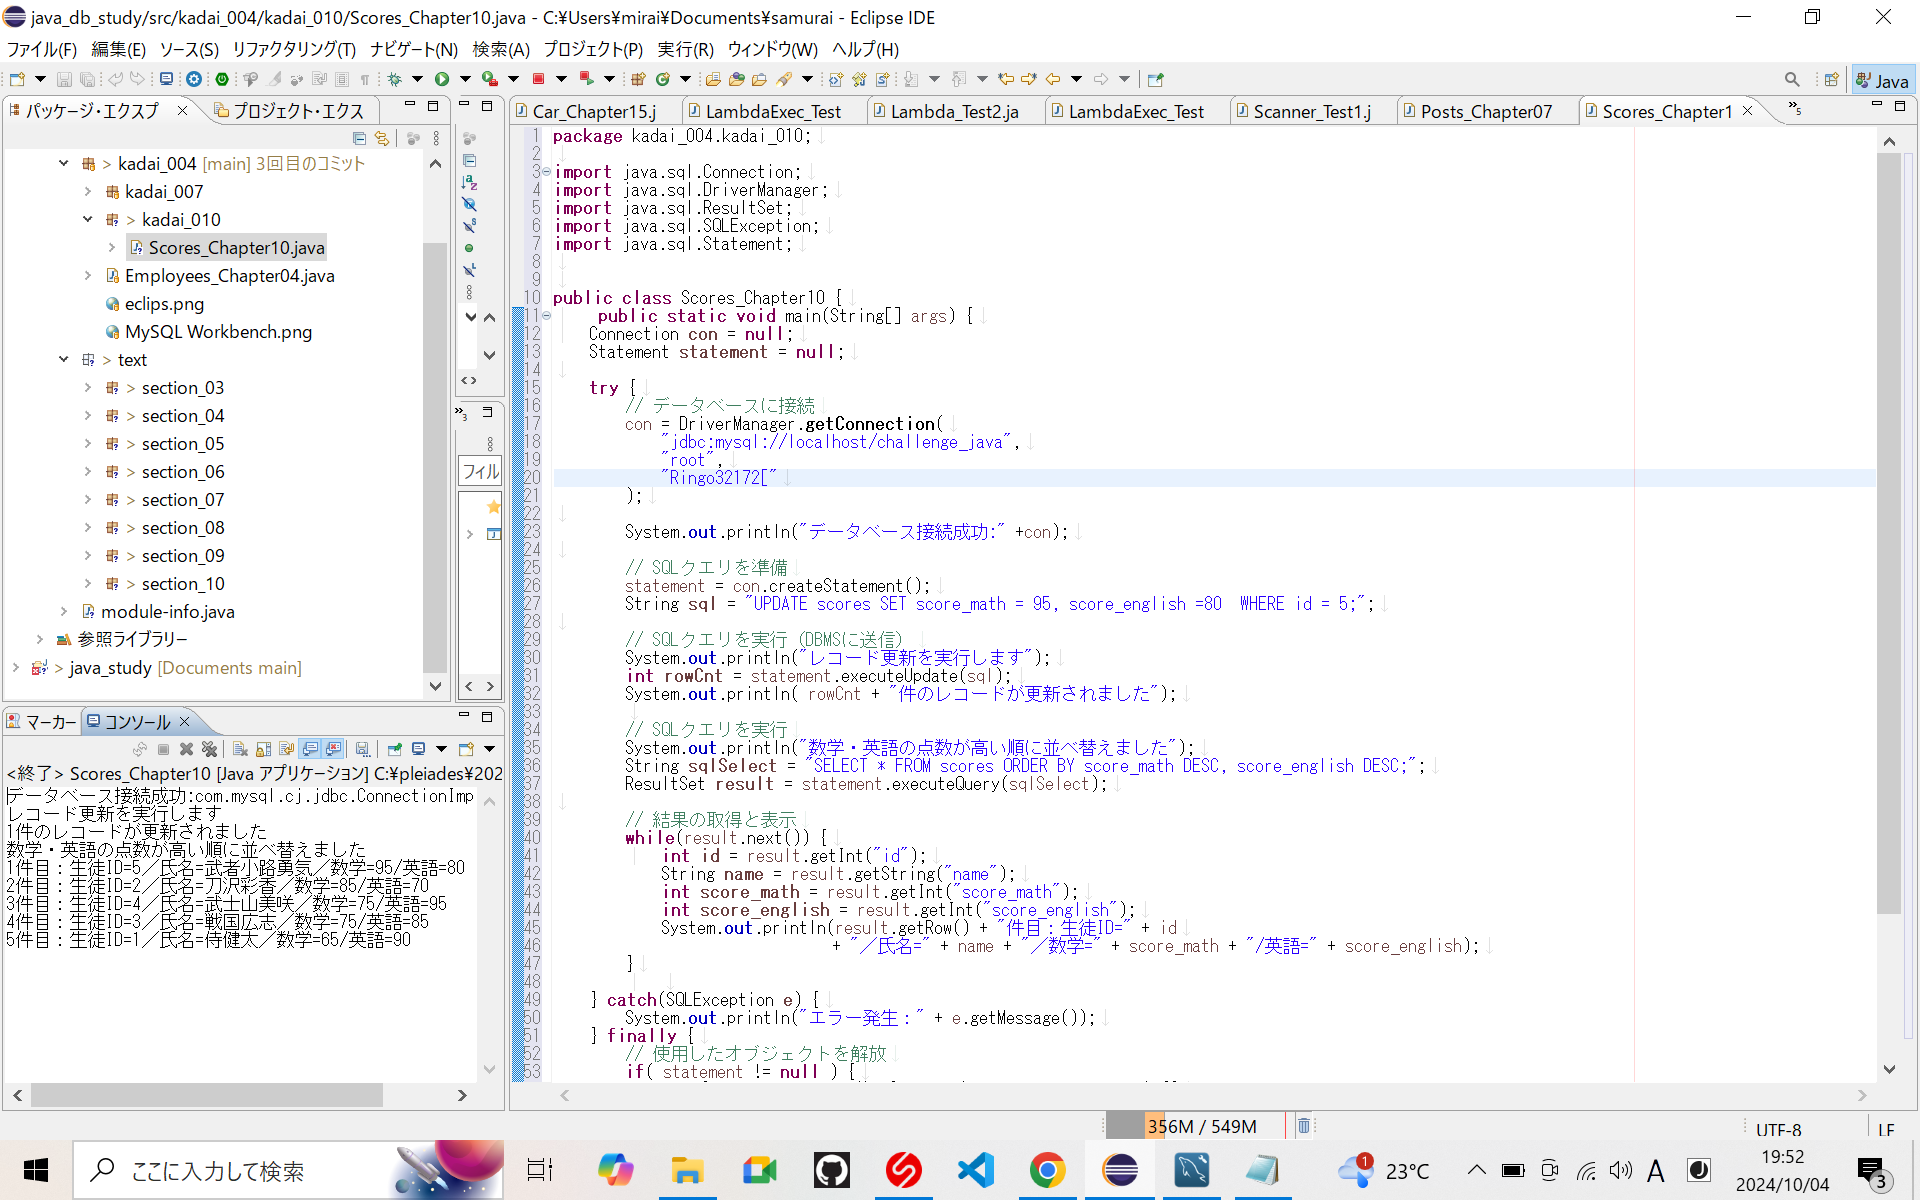 java_db_study/src/kadai_004/kadai_010/Scores_Chapter10.java - C:¥Users¥mirai¥Documents¥samurai - Eclipse IDE
ファイル(F) 編集(E) ソース(S) リファクタリング(T) ナビゲート(N) 検索(A) プロジェクト(P) 実行(R) ウィンドウ(W) ヘルプ(H)
Java
パッケージ・エクスプ
プロジェクト・エクス
> kadai_004 [main] 3回目のコミット
kadai_007
> kadai_010
Scores_Chapter10.java
Employees_Chapter04.java
eclips.png
MySQL Workbench.png
> text
> section_03
> section_04
> section_05
> section_06
> section_07
> section_08
> section_09
> section_10
module-info.java
参照ライブラリー
> java_study [Documents main]
フィル
Car_Chapter15.j
LambdaExec_Test
Lambda_Test2.ja
LambdaExec_Test
Scanner_Test1.j
Posts_Chapter07
Scores_Chapter1
»5
1 package kadai_004.kadai_010;
2
3 import java.sql.Connection;
4 import java.sql.DriverManager;
5 import java.sql.ResultSet;
6 import java.sql.SQLException;
7 import java.sql.Statement;
8
9
10 public class Scores_Chapter10 {
11 public static void main(String[] args) {
12 Connection con = null;
13 Statement statement = null;
14
15 try {
16 // データベースに接続
17 con = DriverManager.getConnection(
18 "jdbc:mysql://localhost/challenge_java",
19 "root",
20 "Ringo32172["
21 );
22
23 System.out.println("データベース接続成功:" +con);
24
25 // SQLクエリを準備
26 statement = con.createStatement();
27 String sql = "UPDATE scores SET score_math = 95, score_english =80  WHERE id = 5;";
28
29 // SQLクエリを実行（DBMSに送信）
30 System.out.println("レコード更新を実行します");
31 int rowCnt = statement.executeUpdate(sql);
32 System.out.println( rowCnt + "件のレコードが更新されました");
33
34 // SQLクエリを実行
35 System.out.println("数学・英語の点数が高い順に並べ替えました");
36 String sqlSelect = "SELECT * FROM scores ORDER BY score_math DESC, score_english DESC;";
37 ResultSet result = statement.executeQuery(sqlSelect);
38
39 // 結果の取得と表示
40 while(result.next()) {
41 int id = result.getInt("id");
42 String name = result.getString("name");
43 int score_math = result.getInt("score_math");
44 int score_english = result.getInt("score_english");
45 System.out.println(result.getRow() + "件目：生徒ID=" + id
46 + "／氏名=" + name + "／数学=" + score_math + "/英語=" + score_english);
47 }
48
49 } catch(SQLException e) {
50 System.out.println("エラー発生：" + e.getMessage());
51 } finally {
52 // 使用したオブジェクトを解放
53 if( statement != null ) {
マーカー
コンソール
<終了> Scores_Chapter10 [Java アプリケーション] C:¥pleiades¥202
データベース接続成功:com.mysql.cj.jdbc.ConnectionImp
レコード更新を実行します
1件のレコードが更新されました
数学・英語の点数が高い順に並べ替えました
1件目：生徒ID=5／氏名=武者小路勇気／数学=95/英語=80
2件目：生徒ID=2／氏名=刀沢彩香／数学=85/英語=70
3件目：生徒ID=4／氏名=武士山美咲／数学=75/英語=95
4件目：生徒ID=3／氏名=戦国広志／数学=75/英語=85
5件目：生徒ID=1／氏名=侍健太／数学=65/英語=90
356M / 549M
UTF-8
LF
ここに入力して検索
1
23°C
A
19:52
2024/10/04
3